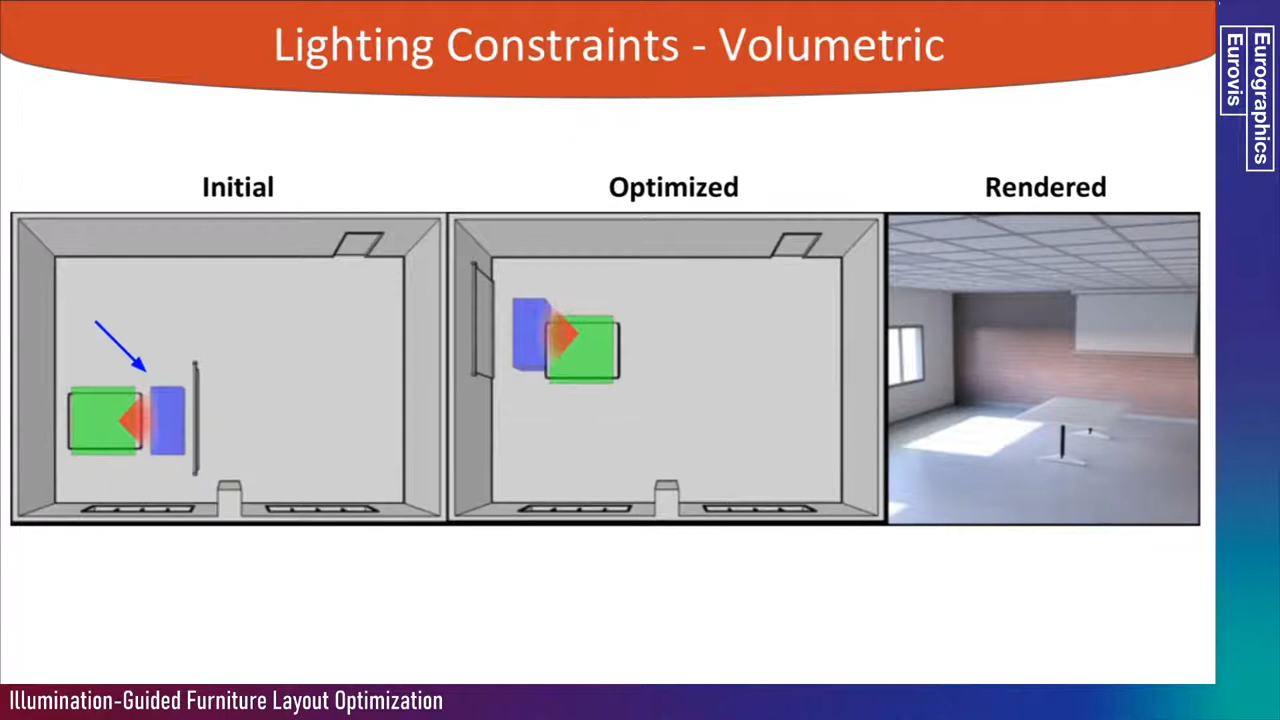 Lighting Constraints - Volumetric
Eurographics
Eurovis
Initial
Optimized
Rendered
Illumination-Guided Furniture Layout Optimization